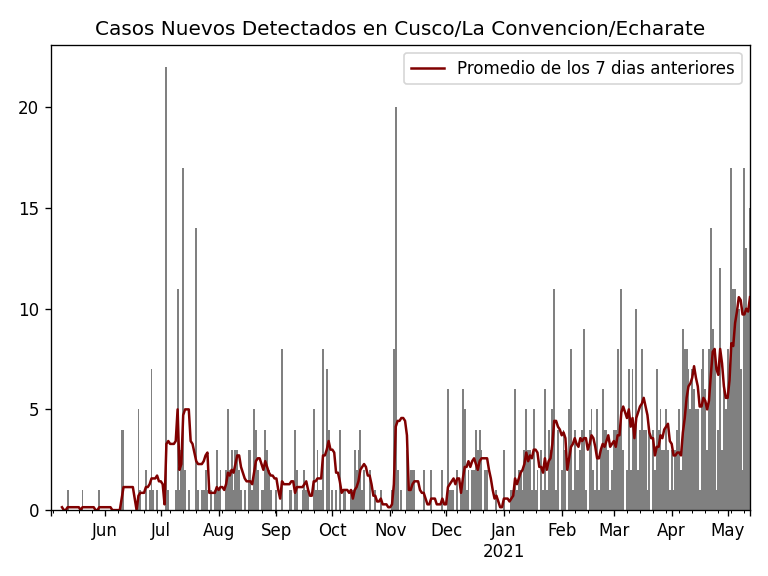 Casos Nuevos Detectados en Cusco/La Convencion/Echarate
Promedio de los 7 dias anteriores
20
15
10
5
0
Jun Jul Aug Sep Oct Nov Dec Jan Feb Mar Apr May
2021